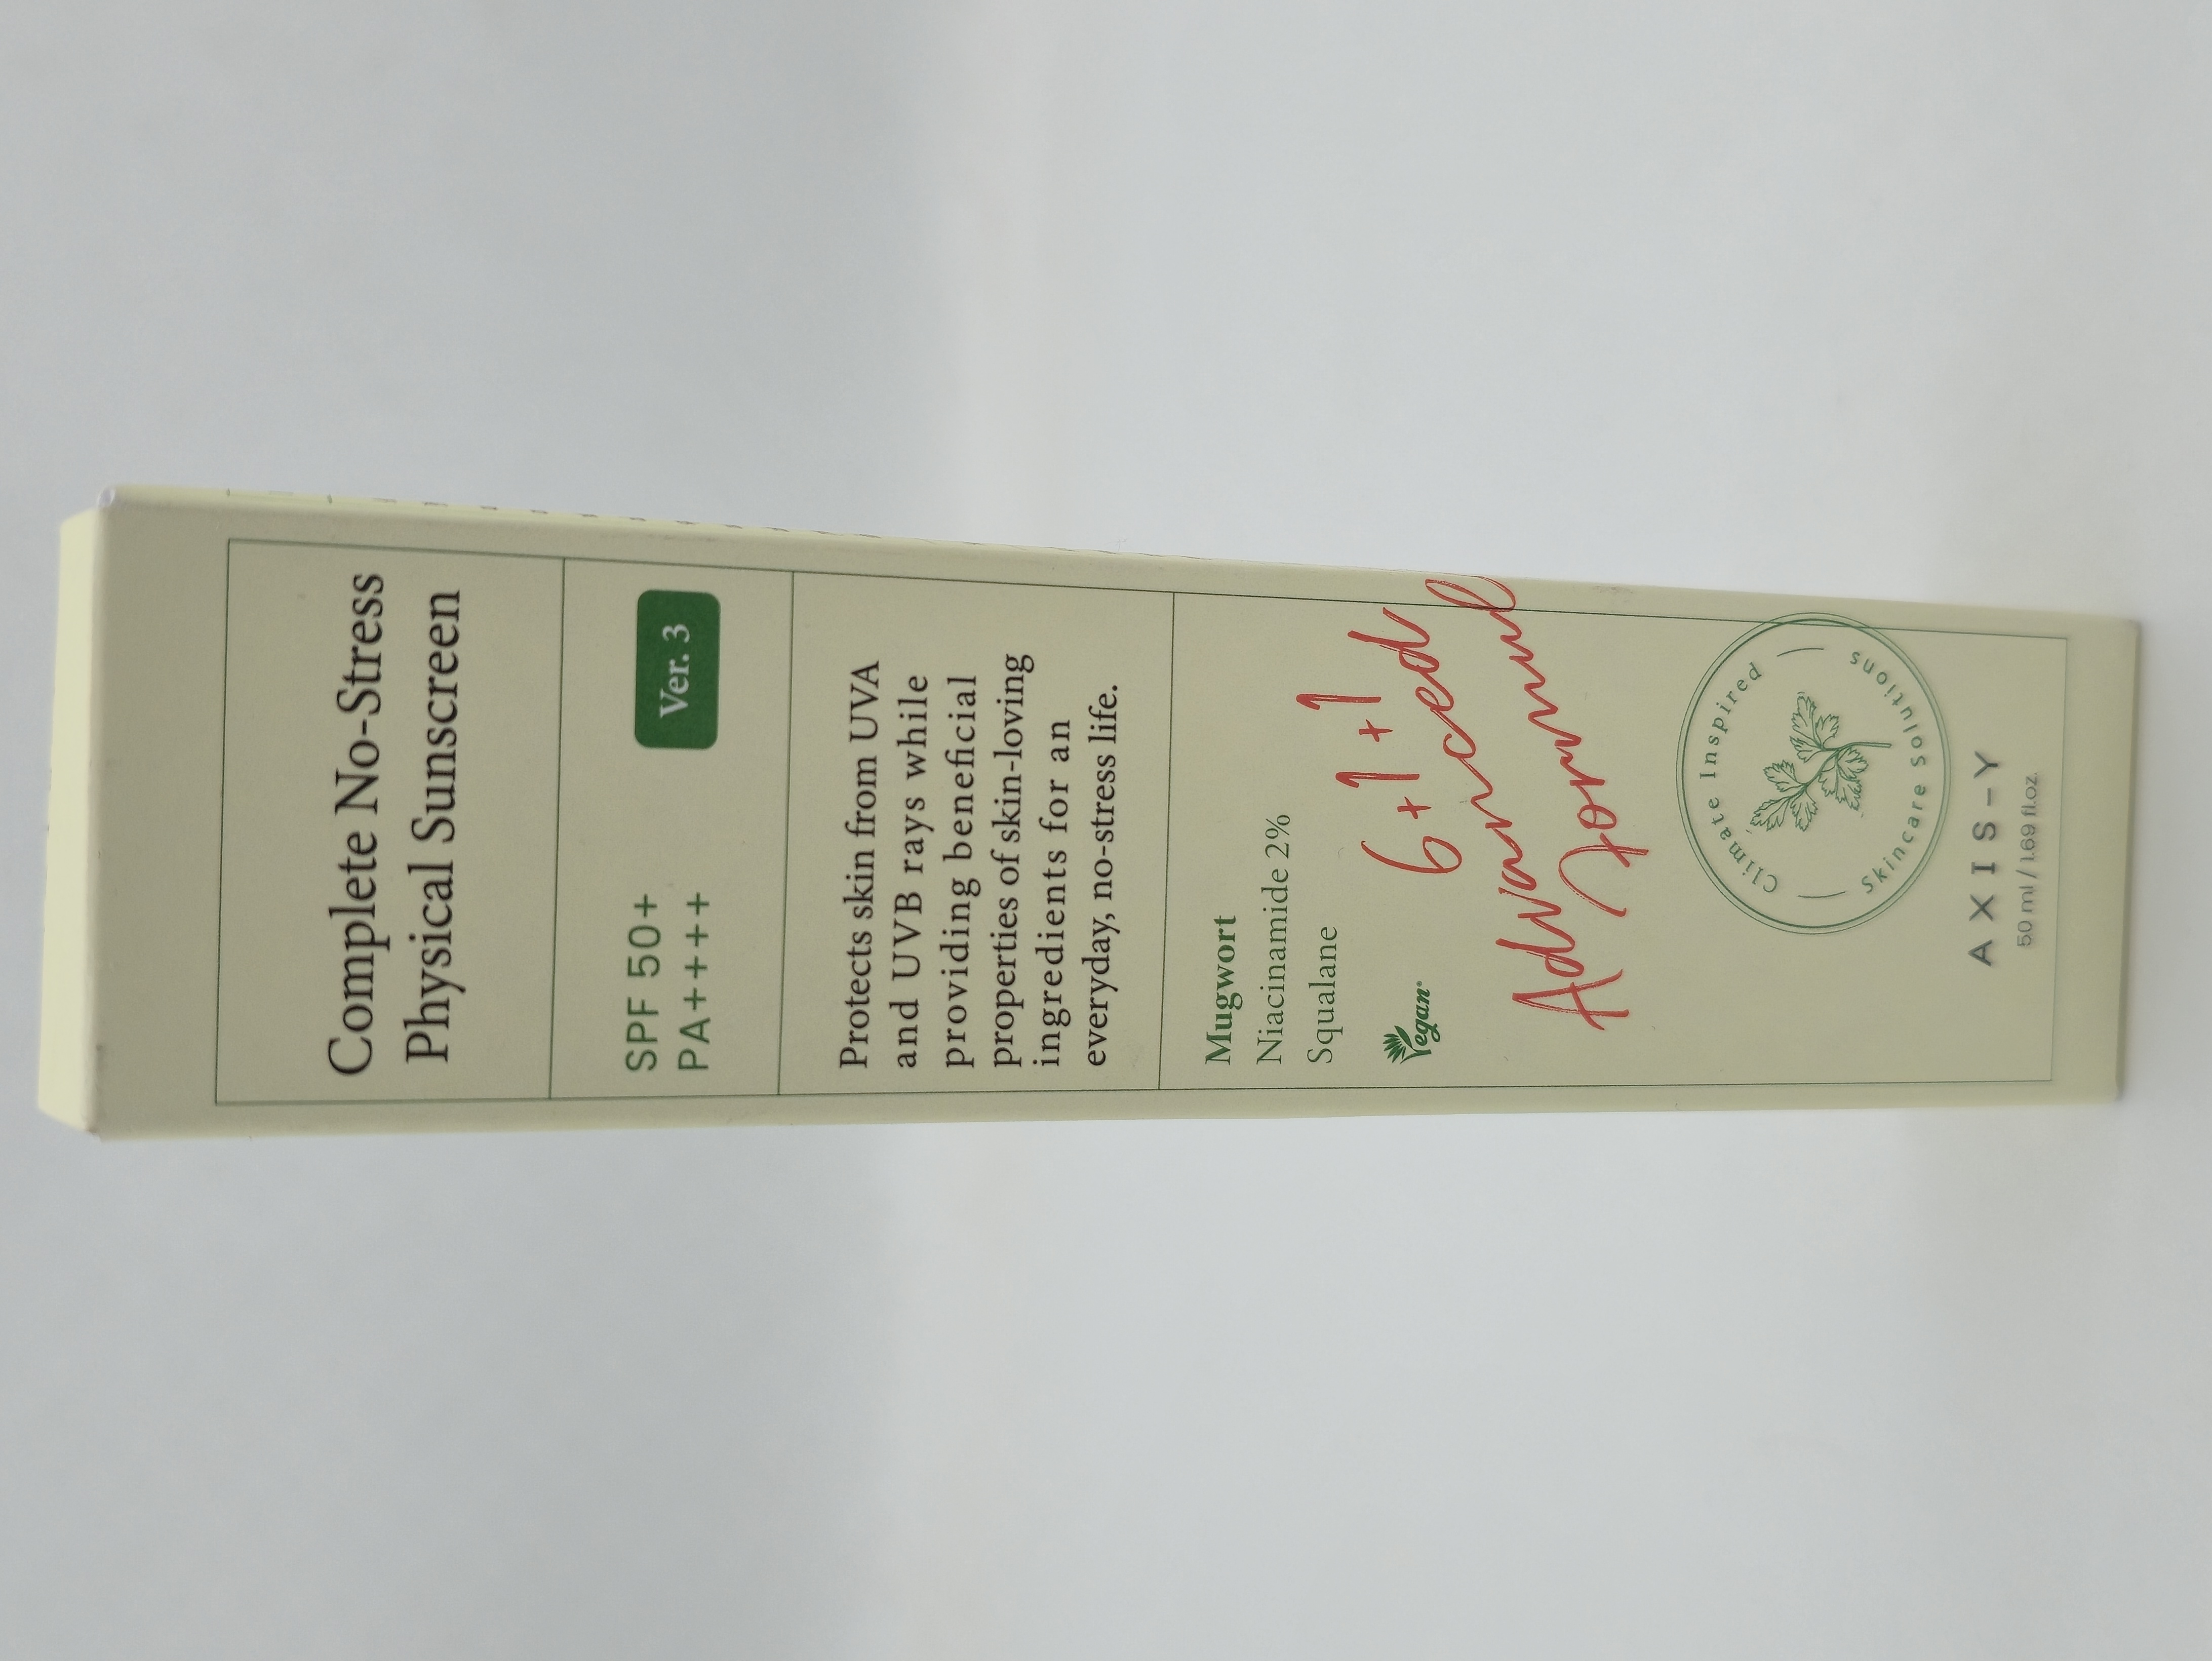 Complete No-Stress
Physical Sunscreen
SPF 50+
PA++++
Ver. 3
Protects skin from UVA
and UVB rays while
providing beneficial
properties of skin-loving
ingredients for an
everyday, no-stress life.
Mugwort
Niacinamide 2%
Squalane
Vegan
6+1+1
Advanced
Climate Inspired
Skincare Solutions
AXIS-Y
50 ml / 1.69 fl.oz.